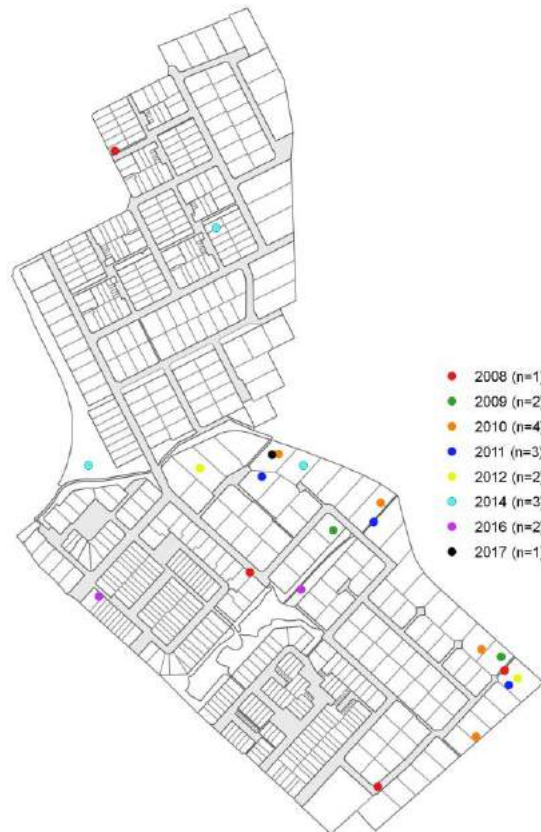 2008 (n=1)
2009 (n=2)
2010 (n=4)
2011 (n=3)
2012 (n=2)
2014 (n=3)
2016 (n=2)
2017 (n=1)